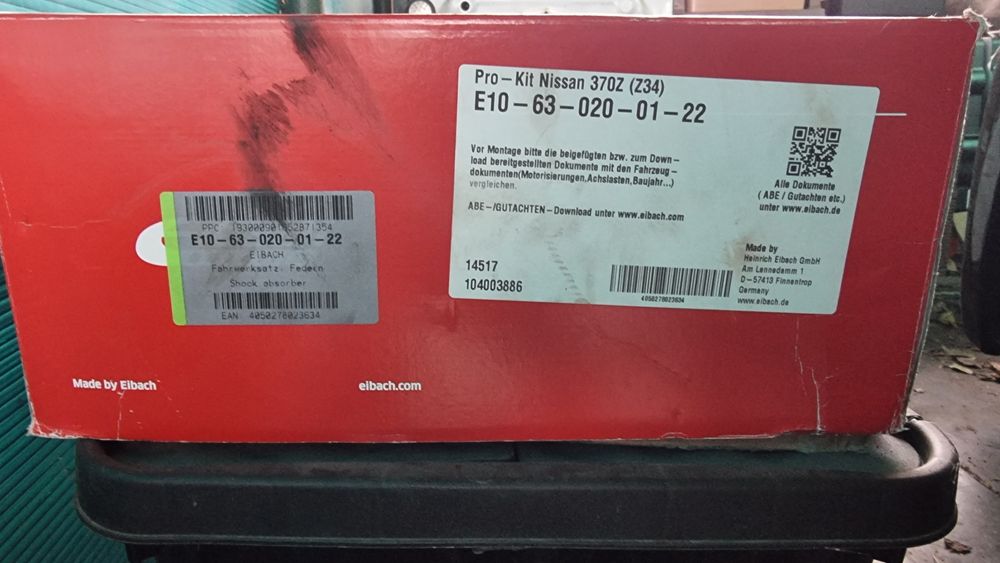 Pro-Kit Nissan 370Z (Z34)
E10-63-020-01-22
Vor Montage bitte die beigefügten bzw. zum Down-
load bereitgestellten Dokumente mit den Fahrzeug-
dokumenten(Motorisierungen,Achslasten,Baujahr...)
vergleichen.
ABE-/GUTACHTEN-Download unter www.eibach.com
Alle Dokumente
( ABE / Gutachten etc.)
unter www.eibach.de
14517
104003886
4050278023634
Made by
Heinrich Eibach GmbH
Am Lennedamm 1
D-57413 Finnentrop
Germany
www.eibach.de
PPC
E10-63-020-01-22
EIBACH
Fahrwerksatz, Federn
Shock absorber
EAN 4050278023634
Made by Eibach
eibach.com